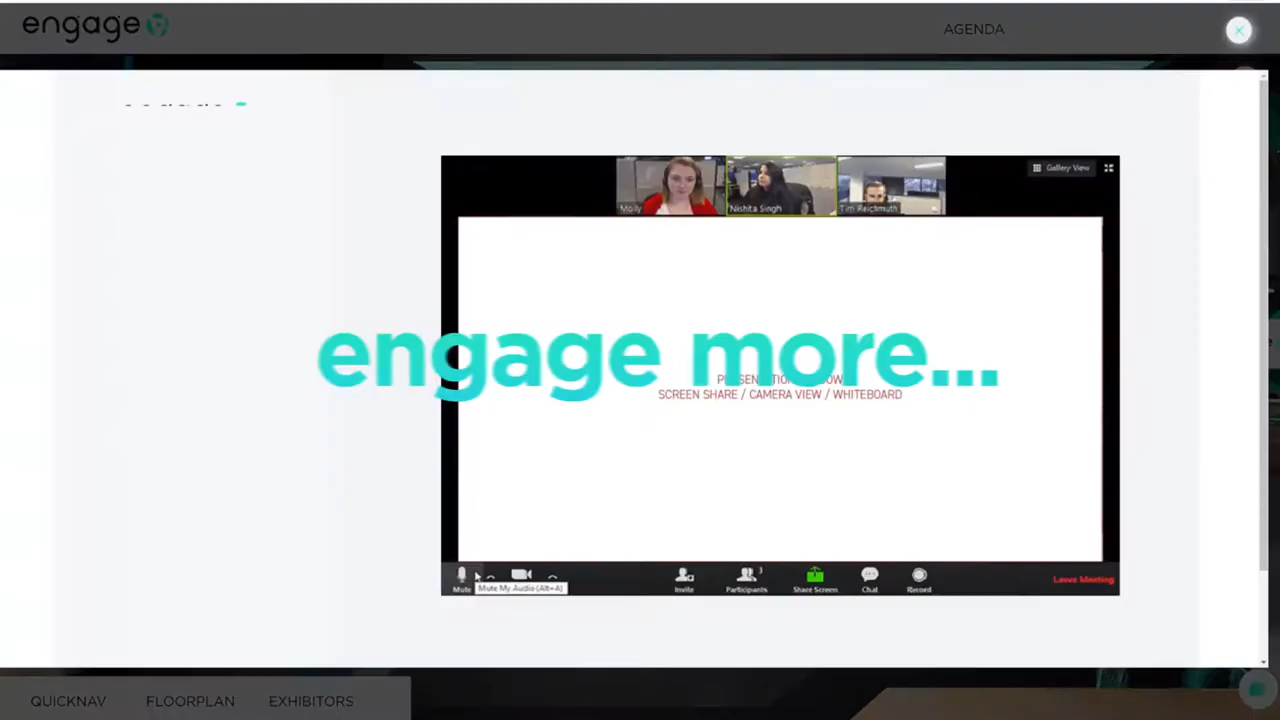 engage
AGENDA
Gallery View
Molly
Nishita Singh
Tim Reichmuth
engage more...
SCREEN SHARE / CAMERA VIEW / WHITEBOARD
Mute
Mute My Audio (Alt+A)
Invite
3
Participants
Share Screen
Chat
Record
Leave Meeting
QUICKNAV
FLOORPLAN
EXHIBITORS